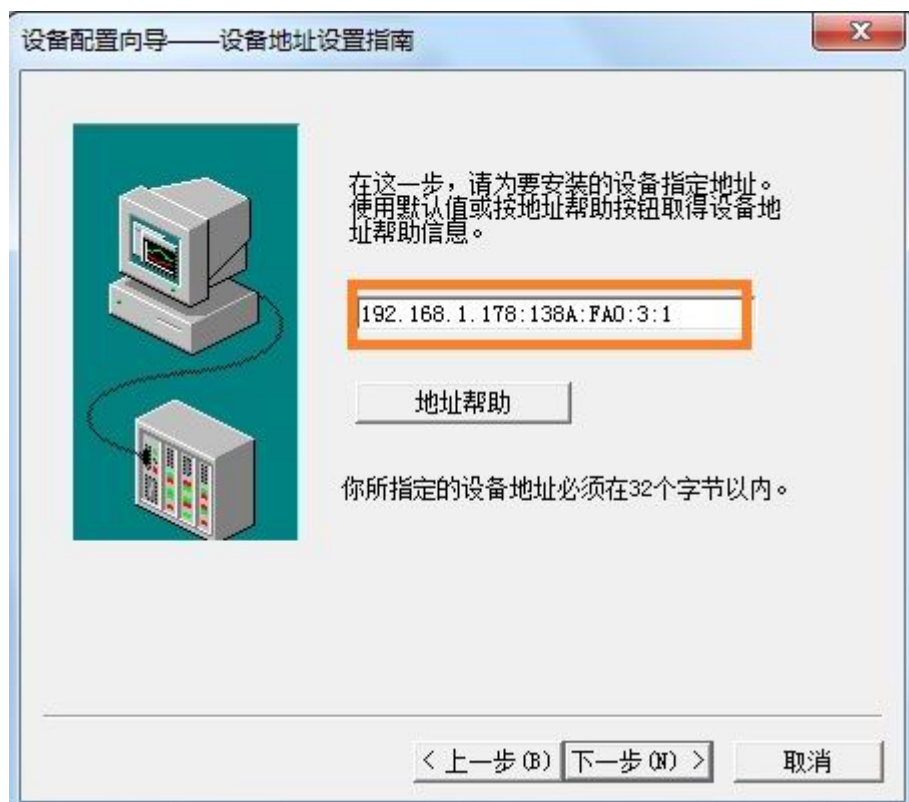 设备配置向导——设备地址设置指南
在这一步，请为要安装的设备指定地址。
使用默认值或按地址帮助按钮取得设备地
址帮助信息。
192.168.1.178:138A:FA0:3:1
地址帮助
你所指定的设备地址必须在32个字节以内。
< 上一步(B)
下一步(N) >
取消